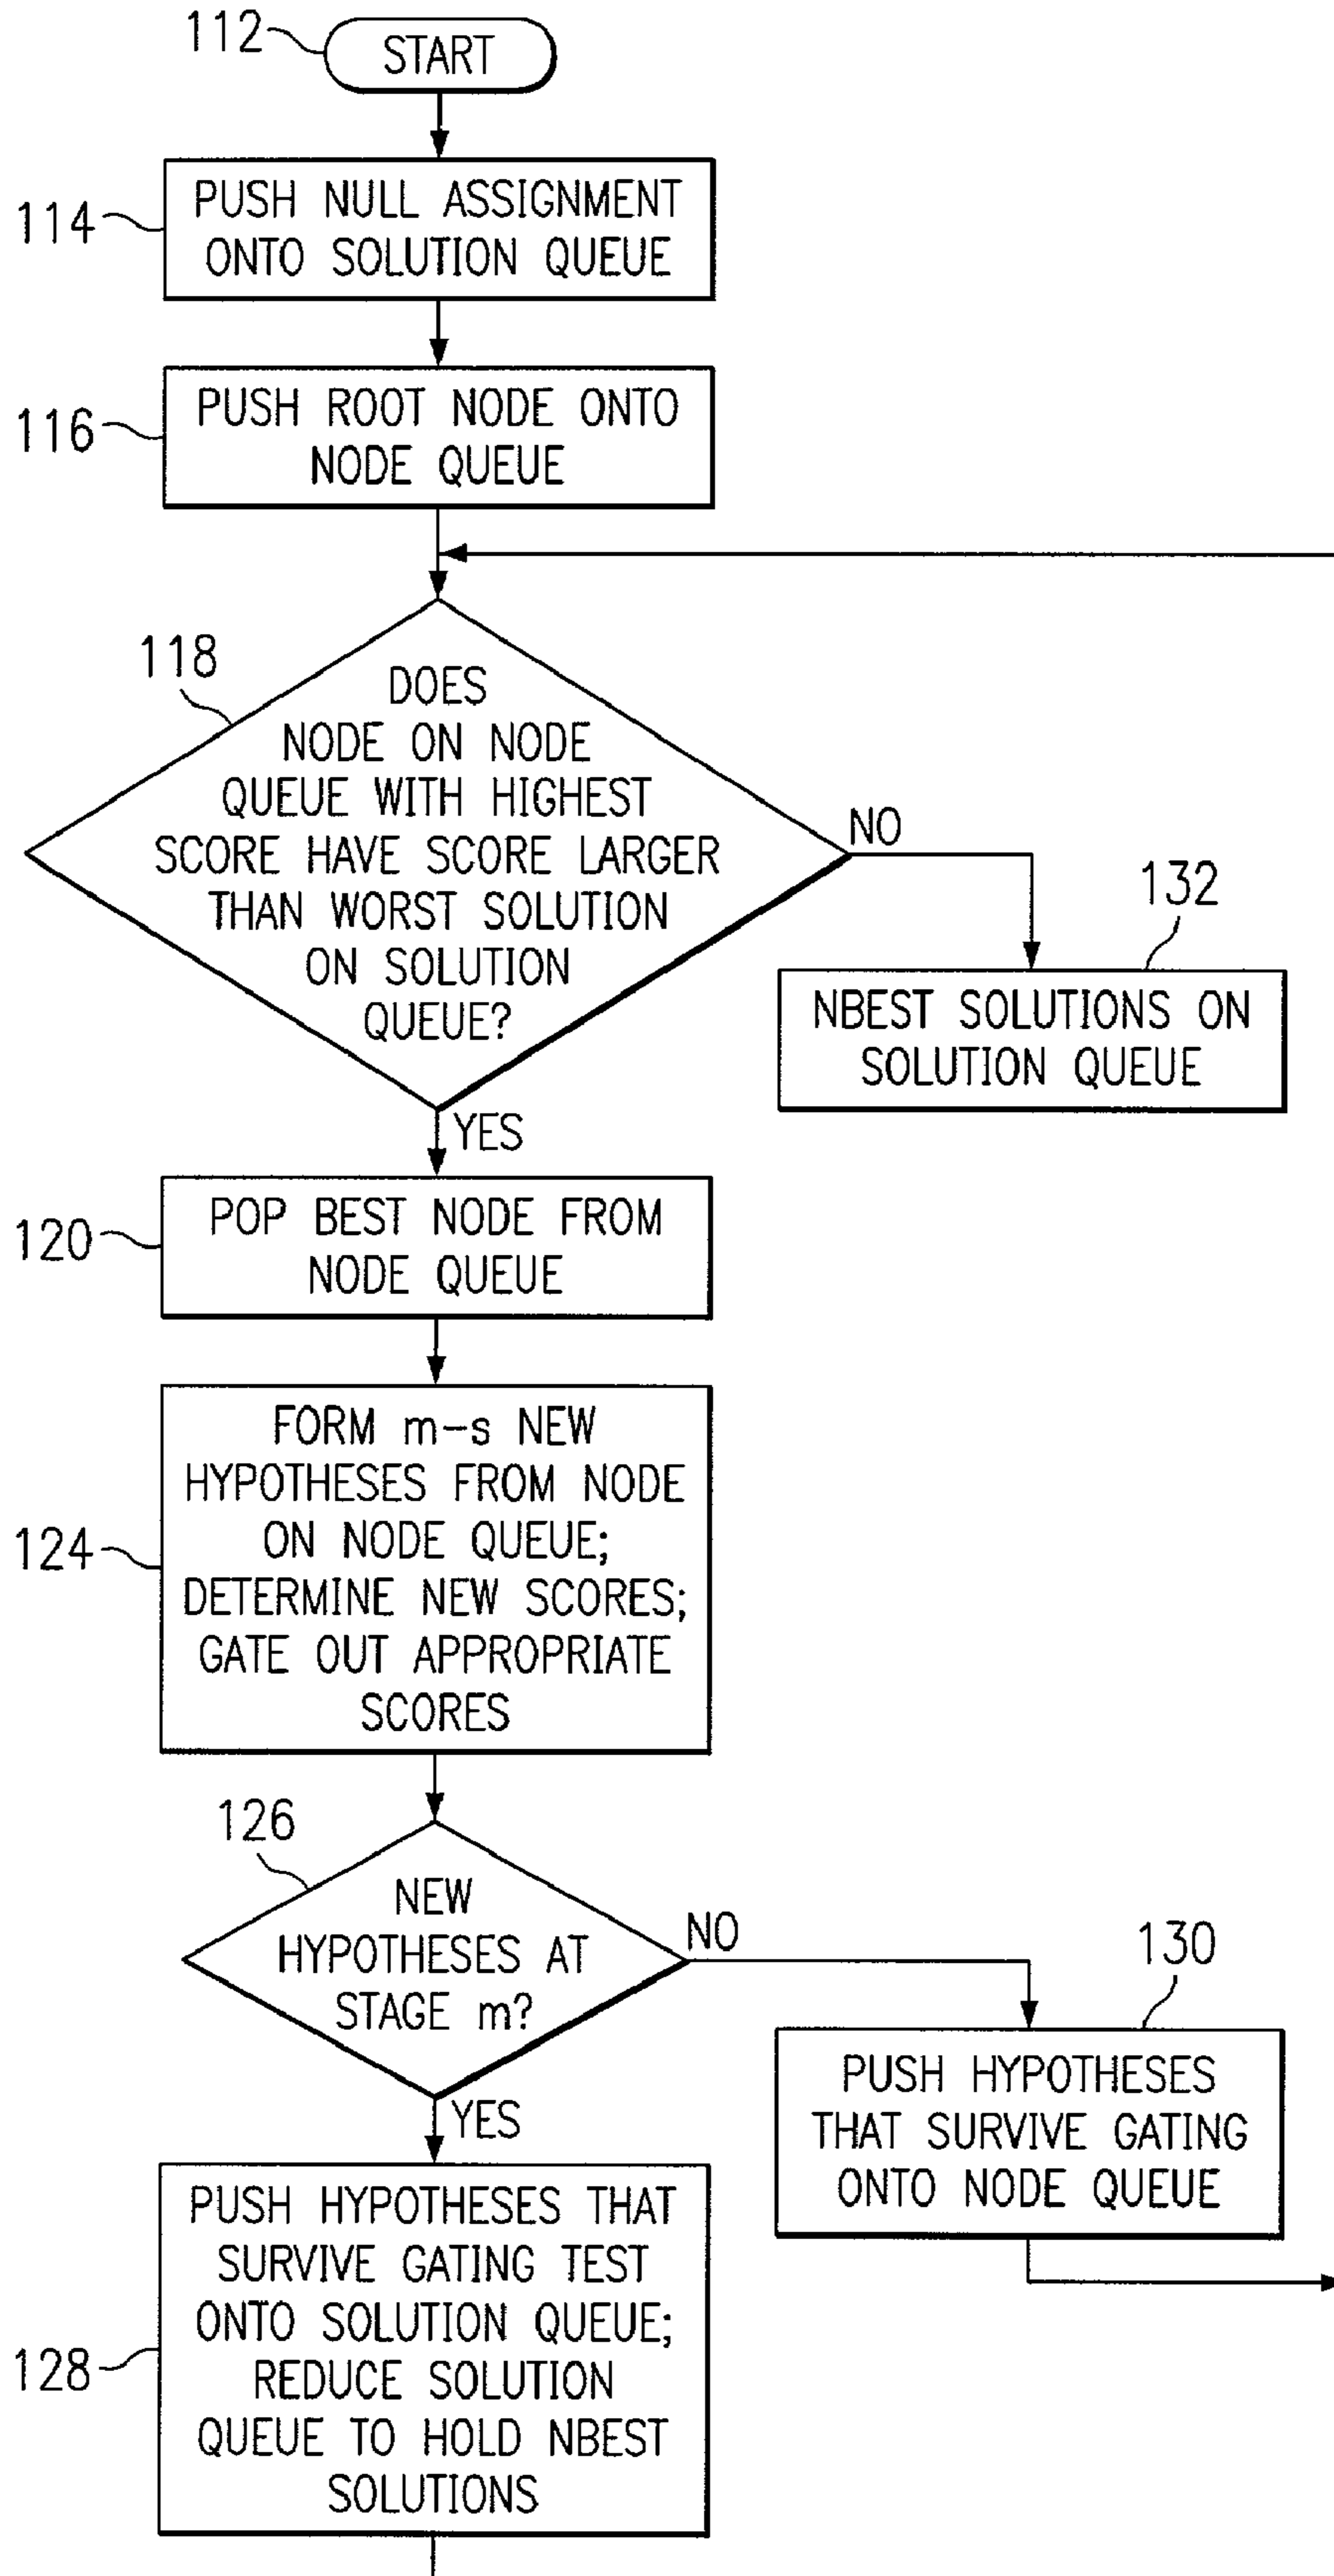 112
START
114
PUSH NULL ASSIGNMENT
ONTO SOLUTION QUEUE
116
PUSH ROOT NODE ONTO
NODE QUEUE
118
DOES
NODE ON NODE
QUEUE WITH HIGHEST
SCORE HAVE SCORE LARGER
THAN WORST SOLUTION
ON SOLUTION
QUEUE?
NO
132
NBEST SOLUTIONS ON
SOLUTION QUEUE
YES
120
POP BEST NODE FROM
NODE QUEUE
124
FORM m-s NEW
HYPOTHESES FROM NODE
ON NODE QUEUE;
DETERMINE NEW SCORES;
GATE OUT APPROPRIATE
SCORES
126
NEW
HYPOTHESES AT
STAGE m?
NO
130
PUSH HYPOTHESES
THAT SURVIVE GATING
ONTO NODE QUEUE
YES
128
PUSH HYPOTHESES THAT
SURVIVE GATING TEST
ONTO SOLUTION QUEUE;
REDUCE SOLUTION
QUEUE TO HOLD NBEST
SOLUTIONS